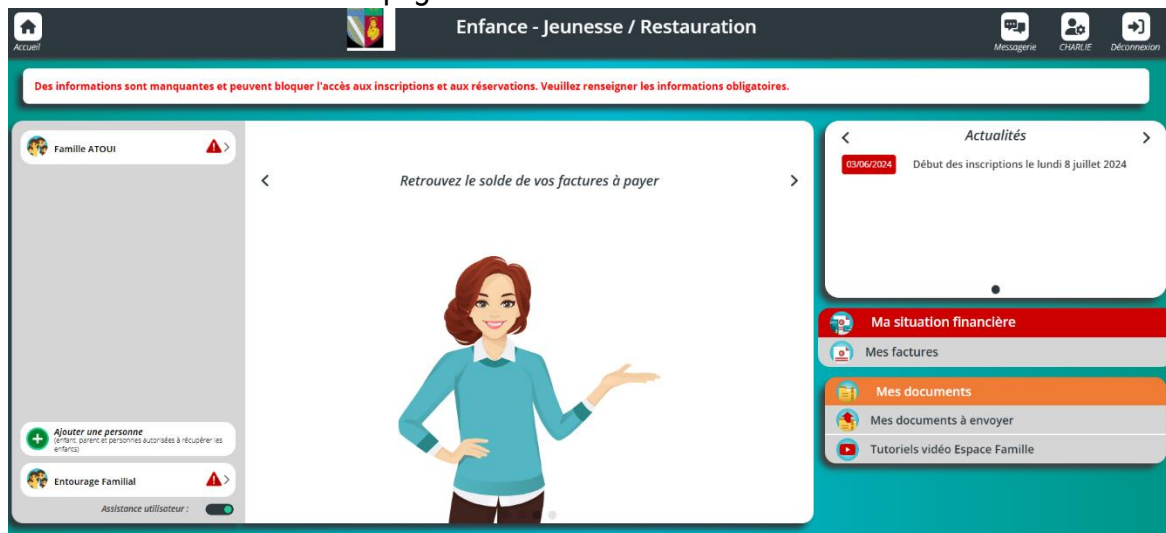 pag
Enfance - Jeunesse / Restauration
Accueil
Messagerie
CHARLIE
Déconnexion
Des informations sont manquantes et peuvent bloquer l'accès aux inscriptions et aux réservations. Veuillez renseigner les informations obligatoires.
Famille ATOUI
Retrouvez le solde de vos factures à payer
Ajouter une personne
(enfant, parent et personnes autorisées à récupérer les
enfants)
Entourage Familial
Assistance utilisateur :
Actualités
03/06/2024 Début des inscriptions le lundi 8 juillet 2024
Ma situation financière
Mes factures
Mes documents
Mes documents à envoyer
Tutoriels vidéo Espace Famille